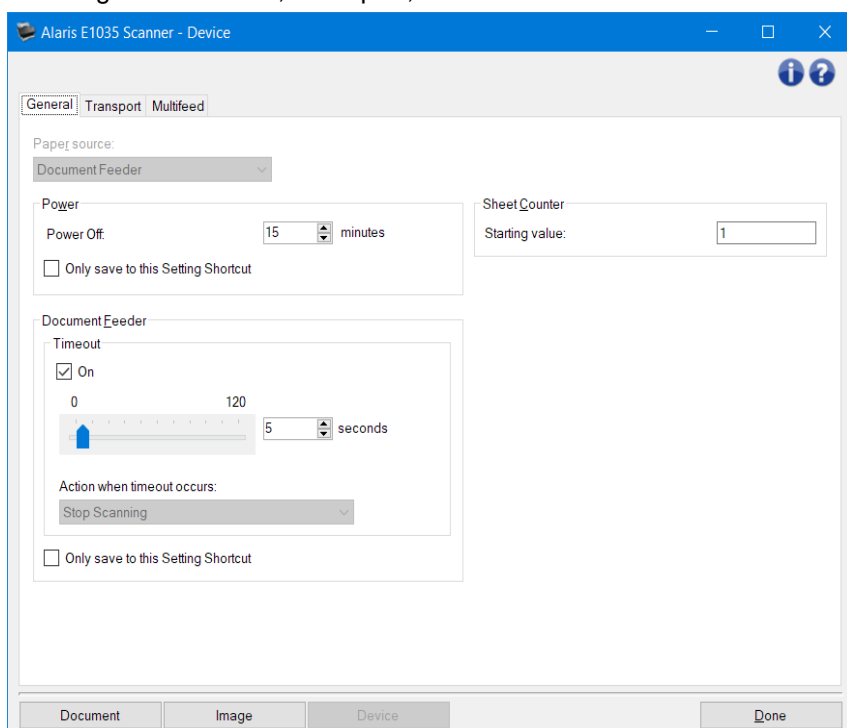 Alaris E1035 Scanner - Device
General Transport Multifeed
Paper source:
Document Feeder
Power
Power Off: 15 minutes
Only save to this Setting Shortcut
Sheet Counter
Starting value: 1
Document Feeder
Timeout
On
0 120
5 seconds
Action when timeout occurs:
Stop Scanning
Only save to this Setting Shortcut
Document Image Device Done